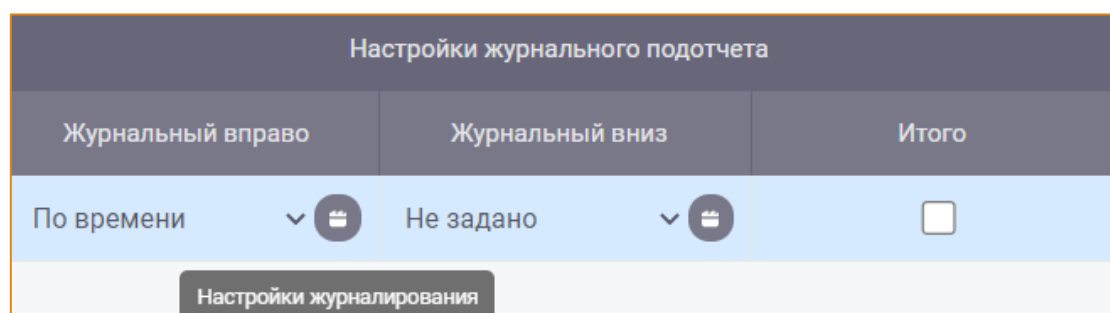 Настройки журнального подотчета
Журнальный вправо Журнальный вниз Итого
По времени Не задано
Настройки журналирования